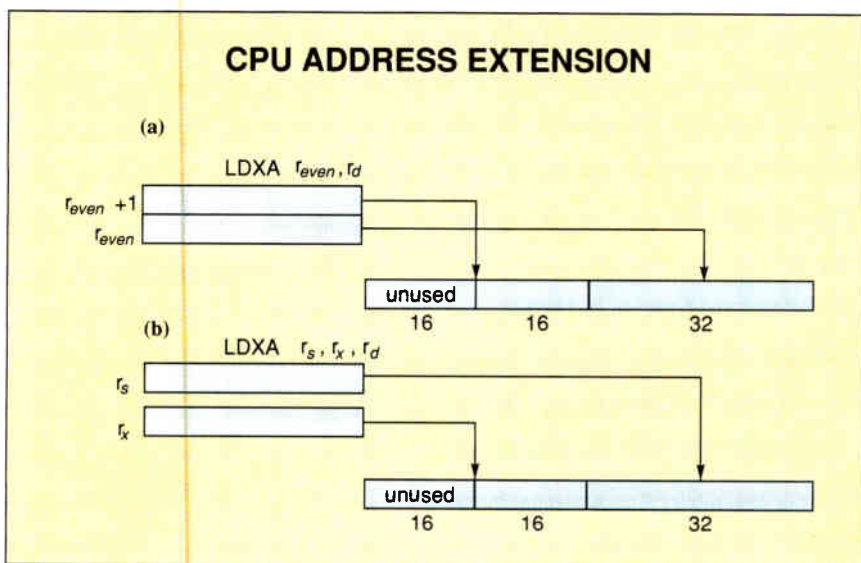 CPU ADDRESS EXTENSION
(a)
LDXA r_even, r_d
r_even +1
r_even
unused
16 16 32
(b)
LDXA r_s, r_x, r_d
r_s
r_x
unused
16 16 32